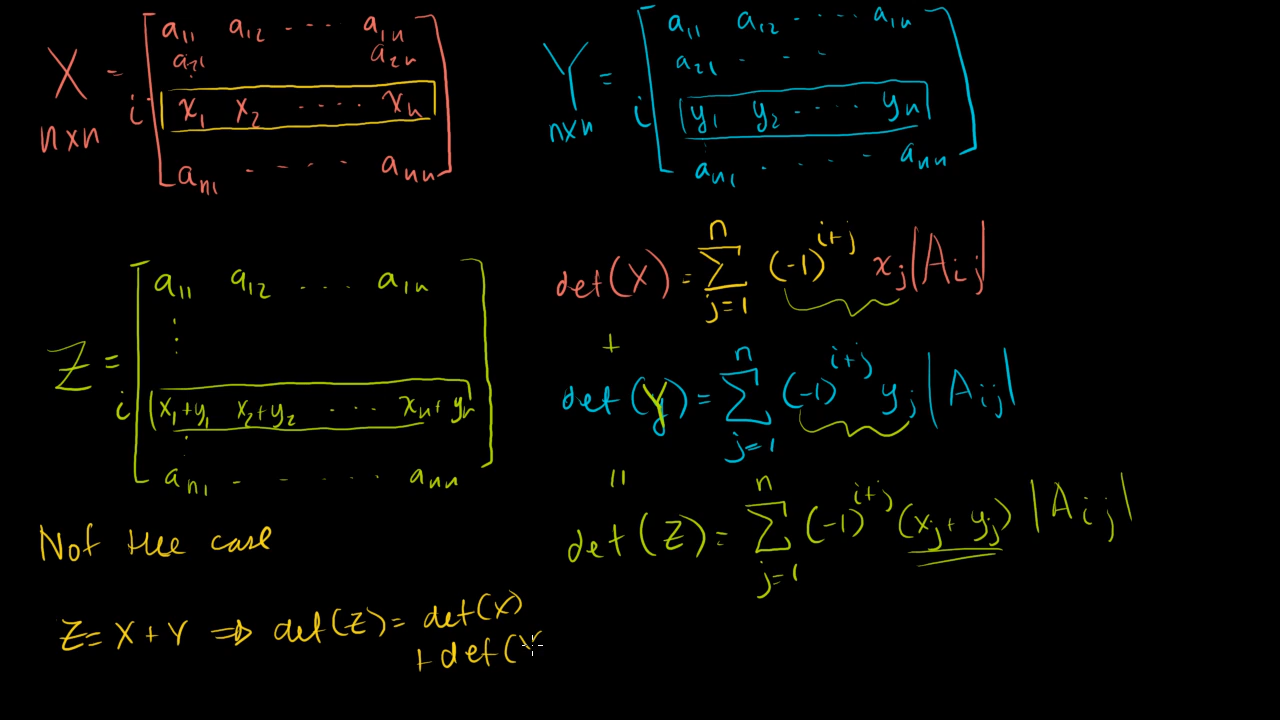 X n×n = i [ a₁₁ a₁₂ · ···· a₁ₙ
a₂₁ a₂ₙ
x₁ x₂ ····· xₙ
aₙ₁ - - - - aₙₙ ]
Y n×n = i [ a₁₁ a₁₂ ····· a₁ₙ
a₂₁ · · ·
y₁ y₂ ····· yₙ
aₙ₁ · · · - aₙₙ ]
Z = i [ a₁₁ a₁₂ ···· a₁ₙ
⋮
x₁+y₁ x₂+y₂ ···· xₙ+yₙ
aₙ₁ - · · · · aₙₙ ]
det(X) = ∑_{j=1}^{n} (-1)^{i+j} xⱼ |Aᵢⱼ|
+
det(Y) = ∑_{j=1}^{n} (-1)^{i+j} yⱼ |Aᵢⱼ|
=
det(Z) = ∑_{j=1}^{n} (-1)^{i+j} (xⱼ + yⱼ) |Aᵢⱼ|
Not the case
Z = X + Y ⇒ det(Z) = det(X)
+ det(Y